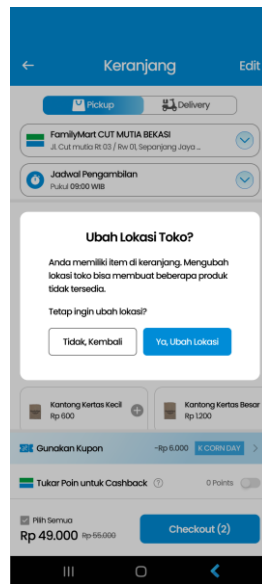 Keranjang
Edit
Pickup
Delivery
FamilyMart CUT MUTIA BEKASI
Jl. Cut mutia Rt 03 / Rw 01, Sepanjang Jaya ...
Jadwal Pengambilan
Pukul 09:00 WIB
Ubah Lokasi Toko?
Anda memiliki item di keranjang. Mengubah
lokasi toko bisa membuat beberapa produk
tidak tersedia.
Tetap ingin ubah lokasi?
Tidak, Kembali
Ya, Ubah Lokasi
Kantong Kertas Kecil
Rp 600
Kantong Kertas Besar
Rp 1.200
Gunakan Kupon
-Rp 6.000
K CORN DAY
Tukar Poin untuk Cashback
0 Points
Pilih Semua
Rp 49.000 Rp 55.000
Checkout (2)